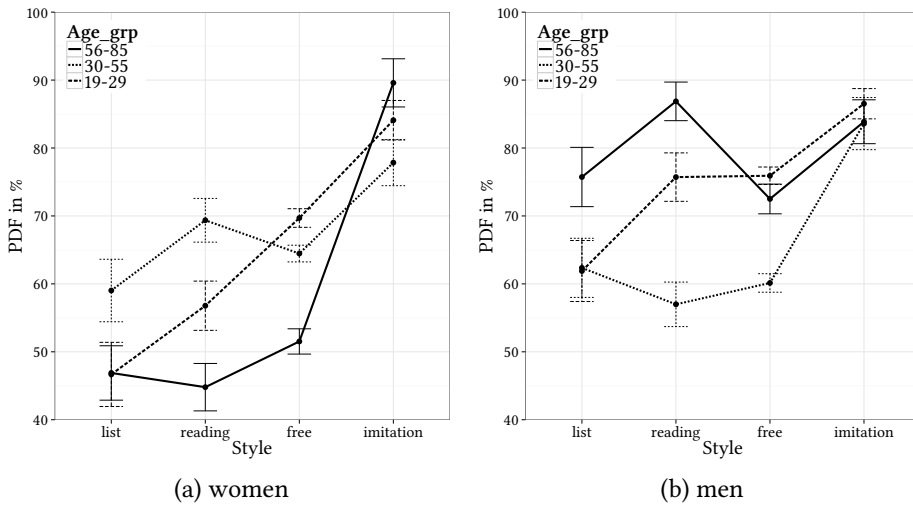 100
90
80
70
60
50
40
PDF in %
Age_grp
56-85
30-55
19-29
list reading free imitation
Style
(a) women
100
90
80
70
60
50
40
PDF in %
Age_grp
56-85
30-55
19-29
list reading free imitation
Style
(b) men